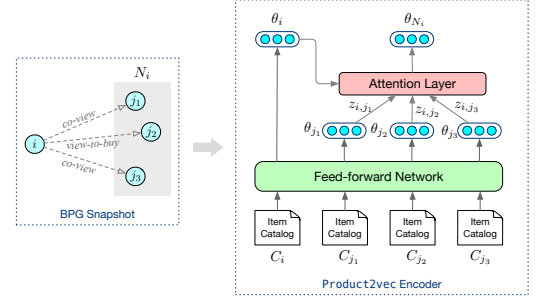 N_i
i
co-view
view-to-buy
co-view
j_1
j_2
j_3
BPG Snapshot
θ_i
θ_{N_i}
Attention Layer
z_{i,j_1}
z_{i,j_2}
z_{i,j_3}
θ_{j_1}
θ_{j_2}
θ_{j_3}
Feed-forward Network
Item
Catalog
Item
Catalog
Item
Catalog
Item
Catalog
C_i
C_{j_1}
C_{j_2}
C_{j_3}
Product2vec Encoder